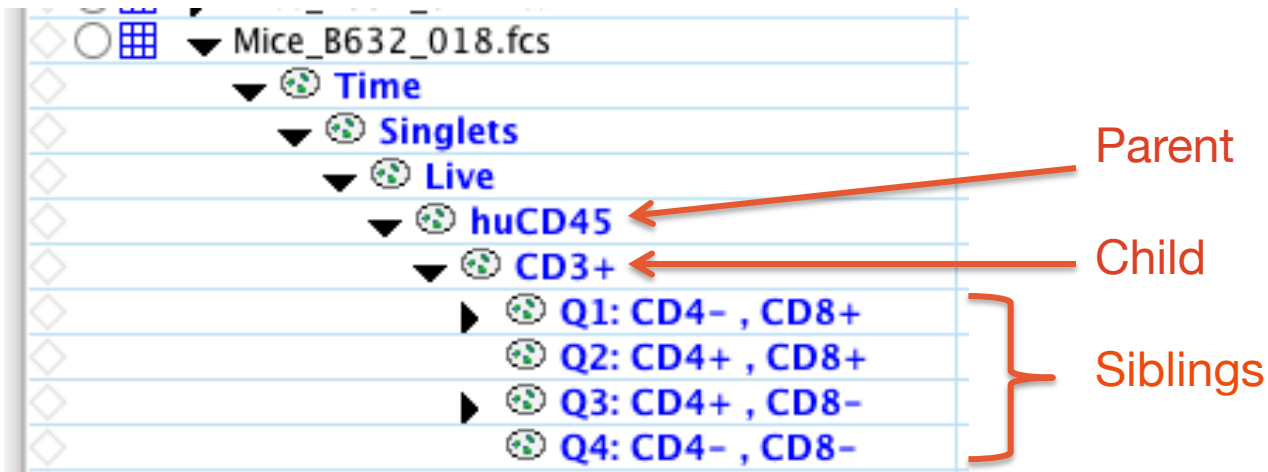 Mice_B632_018.fcs
Time
Singlets
Live
huCD45
CD3+
Q1: CD4- , CD8+
Q2: CD4+ , CD8+
Q3: CD4+ , CD8-
Q4: CD4- , CD8-
Parent
Child
Siblings